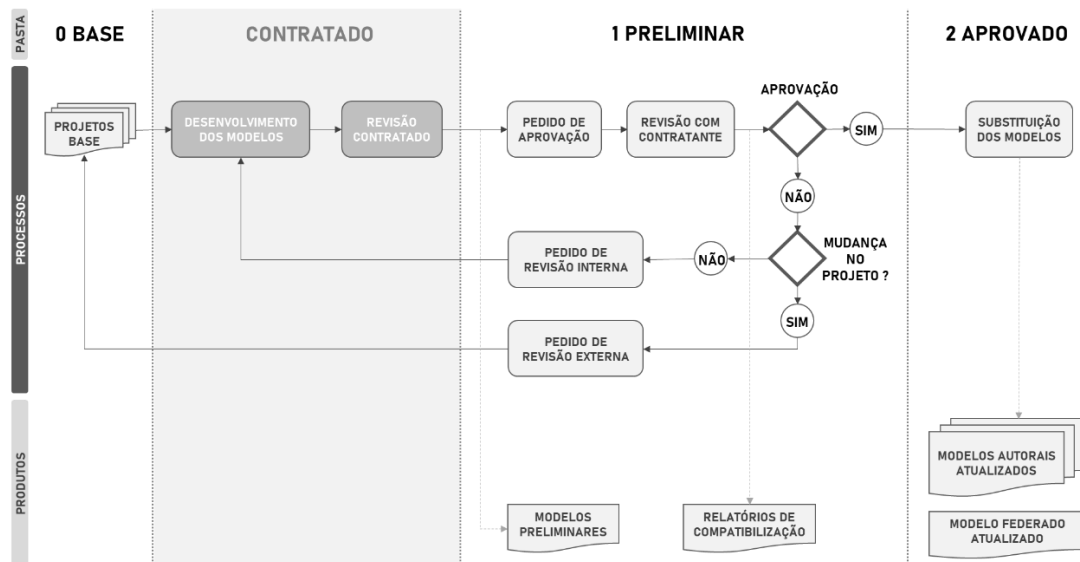 PASTA
0 BASE
CONTRATADO
1 PRELIMINAR
2 APROVADO
PROCESSOS
PROJETOS
BASE
DESENVOLVIMENTO
DOS MODELOS
REVISÃO
CONTRATADO
PEDIDO DE
APROVAÇÃO
REVISÃO COM
CONTRATANTE
APROVAÇÃO
SIM
SUBSTITUIÇÃO
DOS MODELOS
NÃO
PEDIDO DE
REVISÃO INTERNA
NÃO
MUDANÇA
NO
PROJETO ?
SIM
PEDIDO DE
REVISÃO EXTERNA
PRODUTOS
MODELOS
PRELIMINARES
RELATÓRIOS DE
COMPATIBILIZAÇÃO
MODELOS AUTORAIS
ATUALIZADOS
MODELO FEDERADO
ATUALIZADO